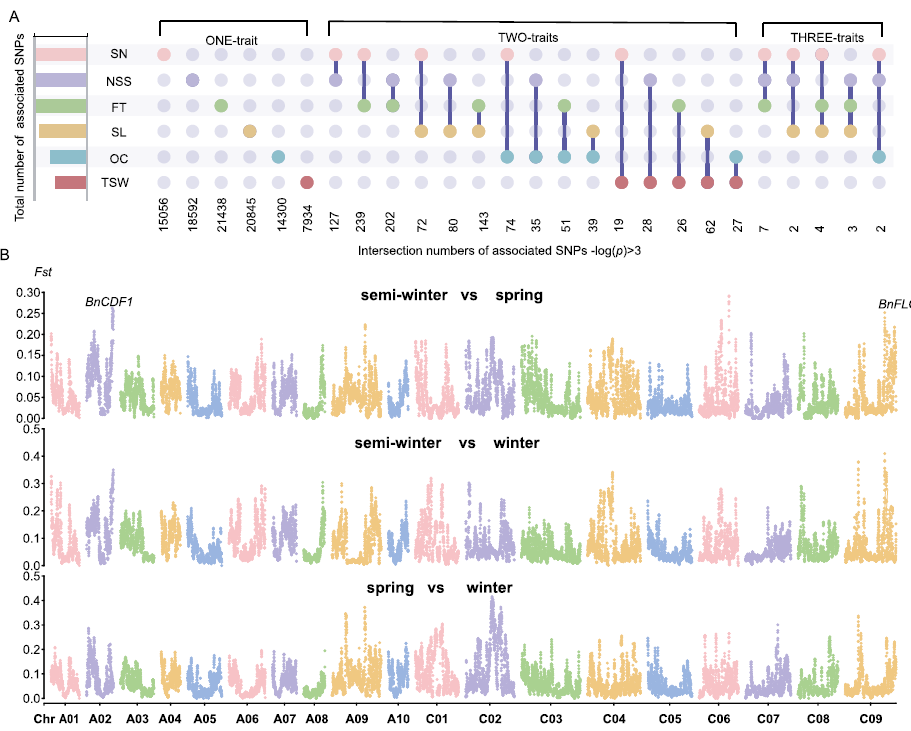 A
ONE-trait
TWO-traits
THREE-traits
Total number of associated SNPs
SN
NSS
FT
SL
OC
TSW
15056 18592 21438 20845 14300 7934 127 239 202 72 80 143 74 35 51 39 19 28 26 62 27 7 2 4 3 2
Intersection numbers of associated SNPs -log(p)>3
B
Fst
semi-winter vs spring
BnCDF1
BnFLC
0.30
0.25
0.20
0.15
0.10
0.05
0.00
semi-winter vs winter
0.5
0.4
0.3
0.2
0.1
0.0
spring vs winter
0.5
0.4
0.3
0.2
0.1
0.0
Chr A01 A02 A03 A04 A05 A06 A07 A08 A09 A10 C01 C02 C03 C04 C05 C06 C07 C08 C09